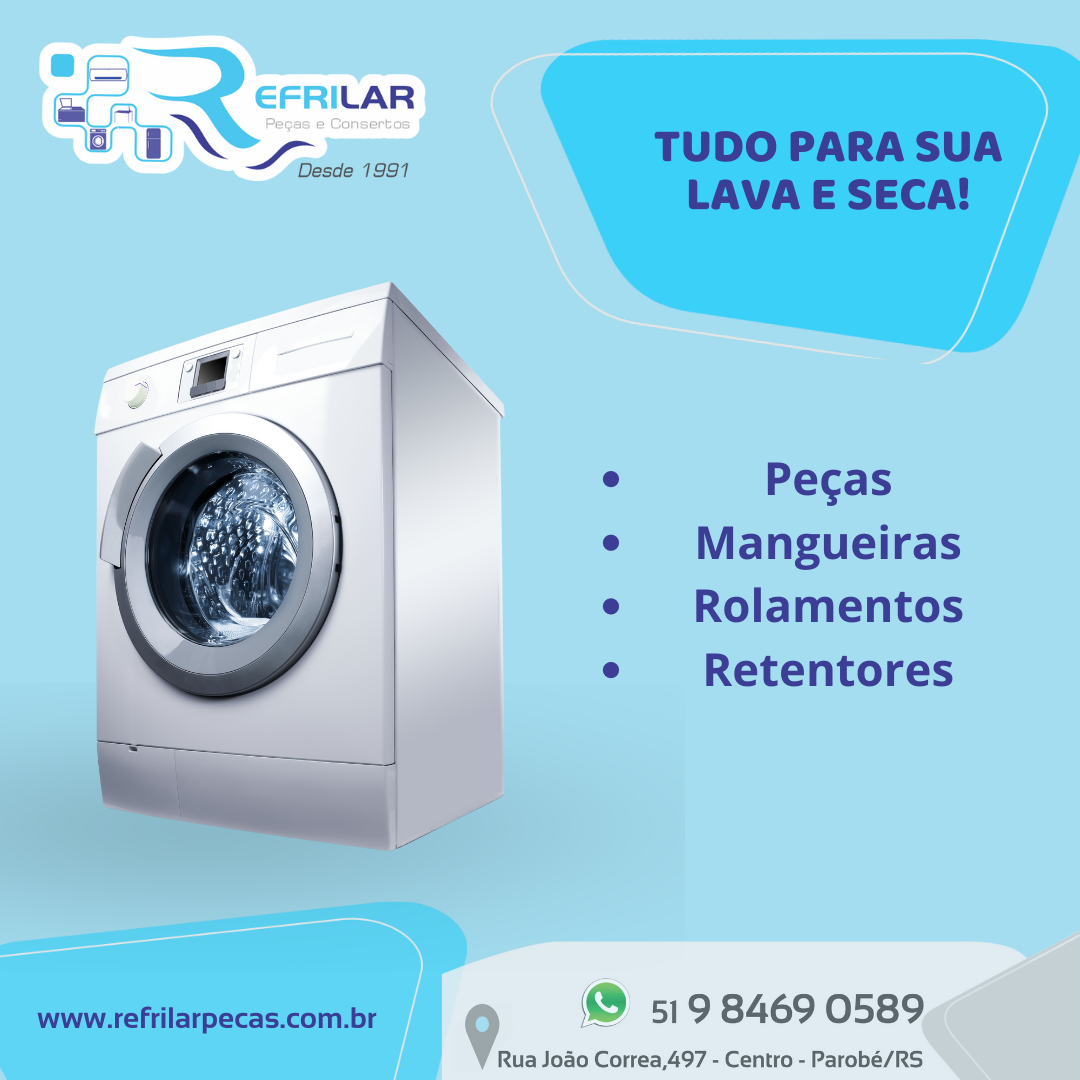 REFRILAR
Peças e Consertos
Desde 1991
TUDO PARA SUA
LAVA E SECA!
• Peças
• Mangueiras
• Rolamentos
• Retentores
www.refrilarpecas.com.br
51 9 8469 0589
Rua João Correa,497 - Centro - Parobé/RS